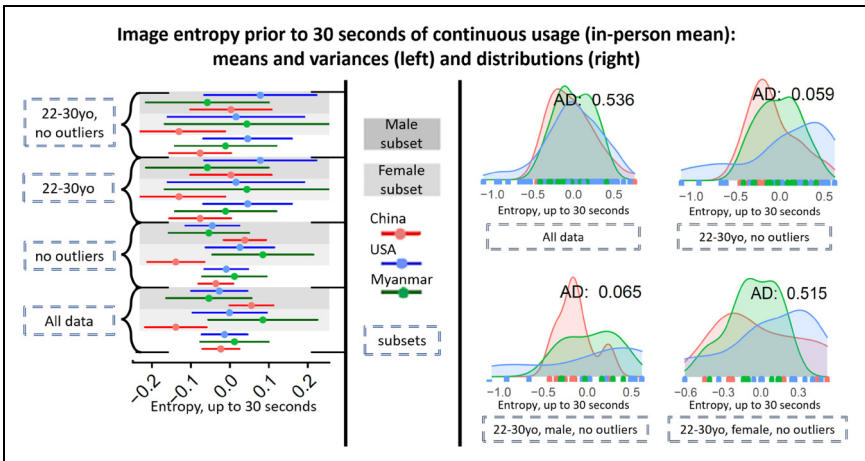 Image entropy prior to 30 seconds of continuous usage (in-person mean):
means and variances (left) and distributions (right)
22-30yo,
no outliers
22-30yo
no outliers
All data
−0.2
−0.1
0.0
0.1
0.2
Entropy, up to 30 seconds
Male
subset
Female
subset
China
USA
Myanmar
subsets
AD: 0.536
−1.0 −0.5 0.0 0.5
Entropy, up to 30 seconds
All data
AD: 0.059
−1.0 −0.5 0.0 0.5
Entropy, up to 30 seconds
22-30yo, no outliers
AD: 0.065
−1.0 −0.5 0.0 0.5
Entropy, up to 30 seconds
22-30yo, male, no outliers
AD: 0.515
−0.6 −0.3 0.0 0.3
Entropy, up to 30 seconds
22-30yo, female, no outliers